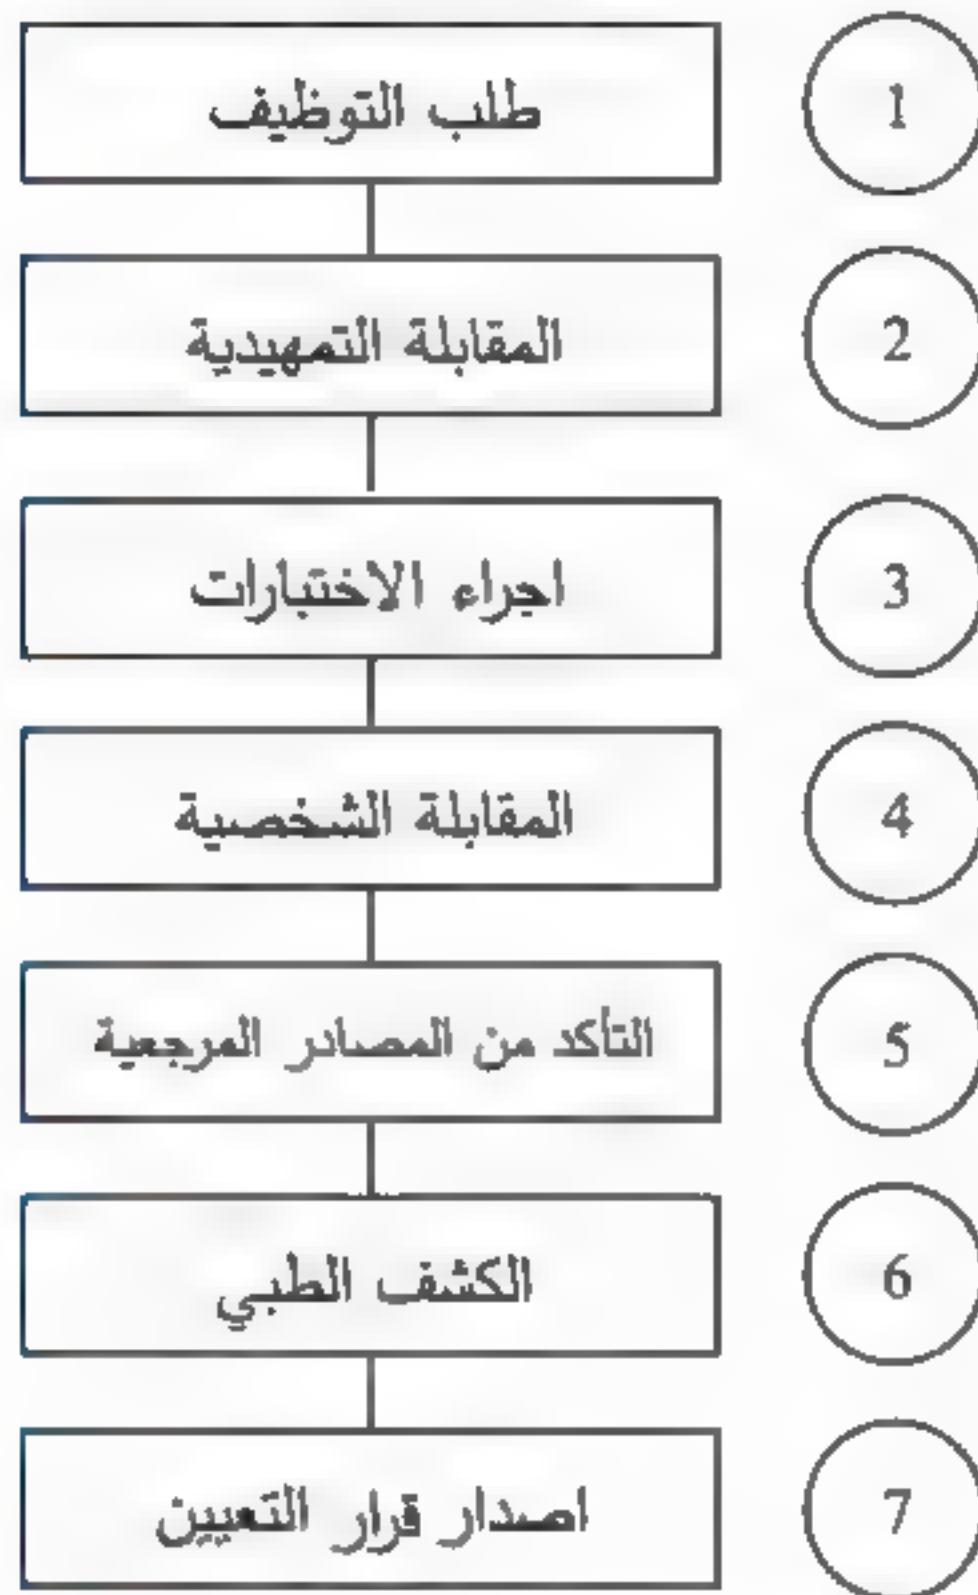 1 طلب التوظيف
2 المقابلة التمهيدية
3 اجراء الاختبارات
4 المقابلة الشخصية
5 التأكد من المصادر المرجعية
6 الكشف الطبي
7 اصدار قرار التعيين